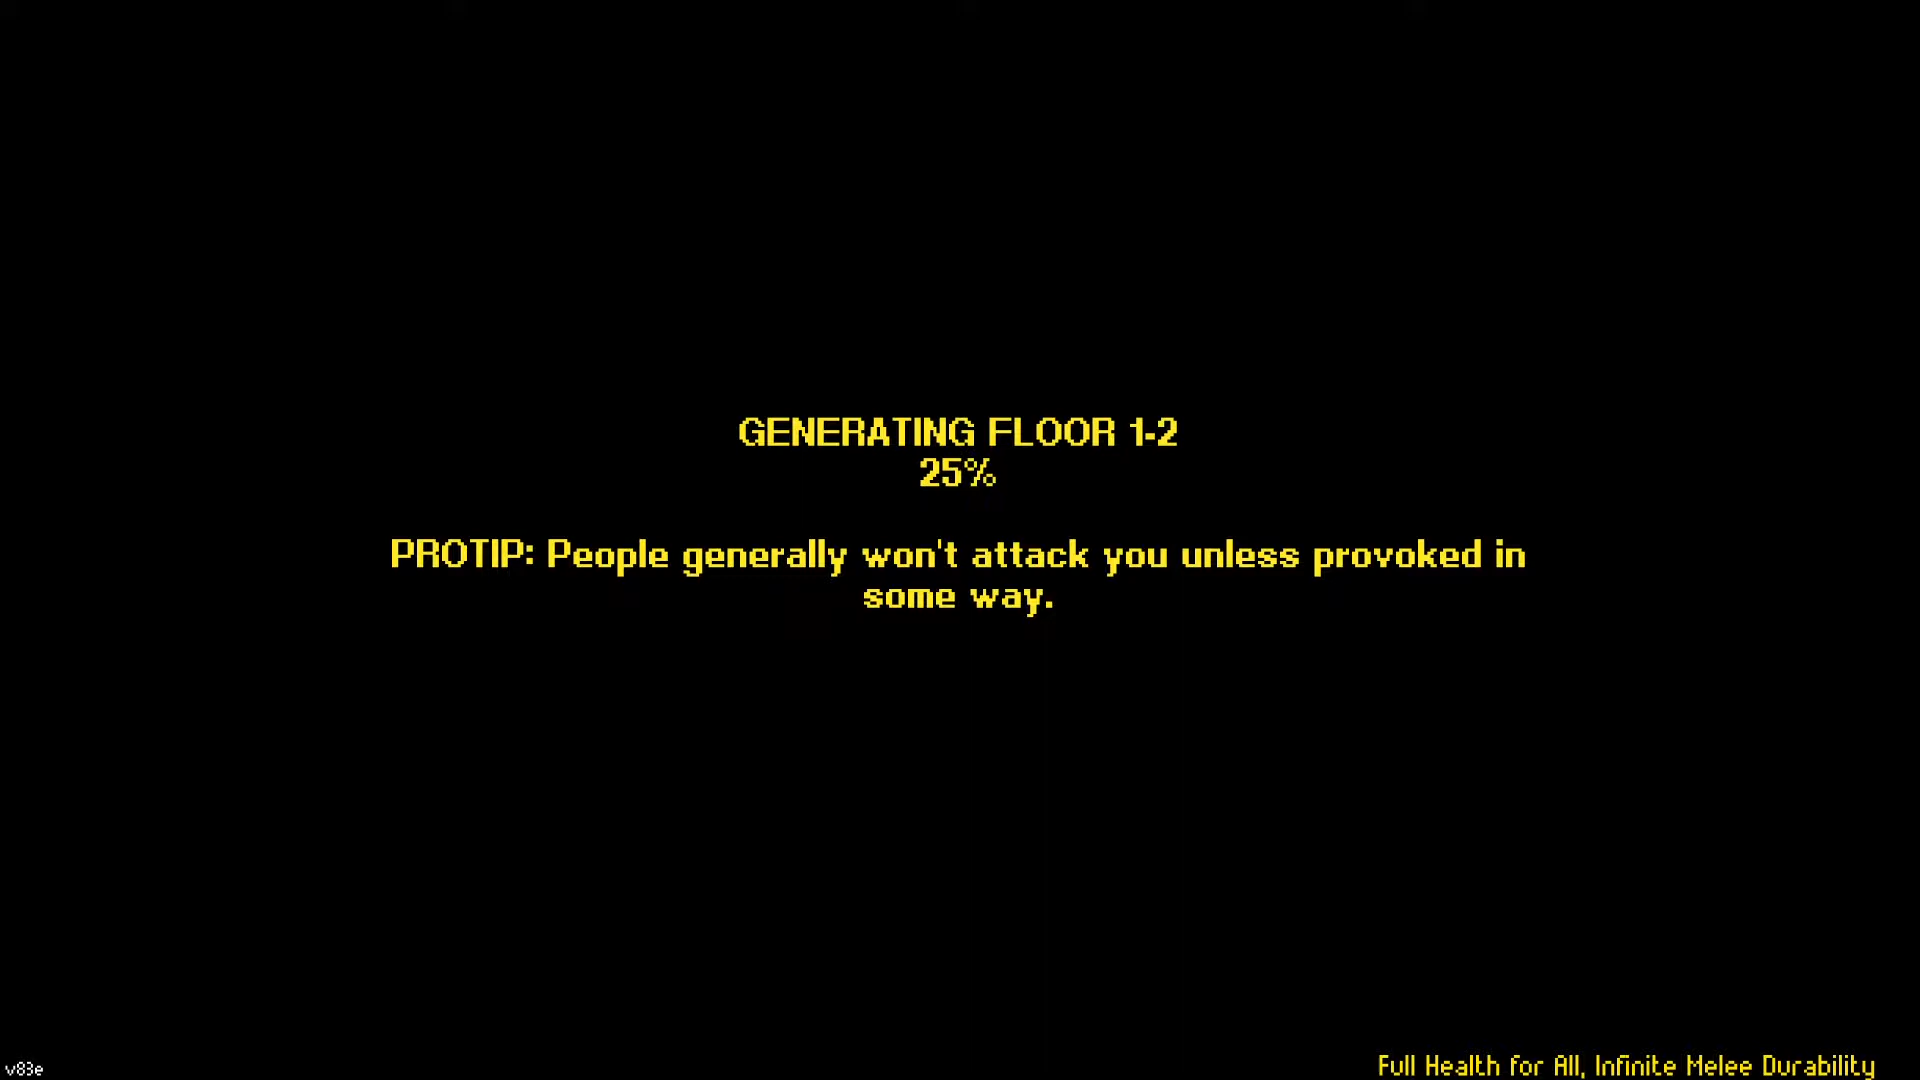 GENERATING FLOOR 1-2
25%
PROTIP: People generally won't attack you unless provoked in
some way.
v83e
Full Health for All, Infinite Melee Durability